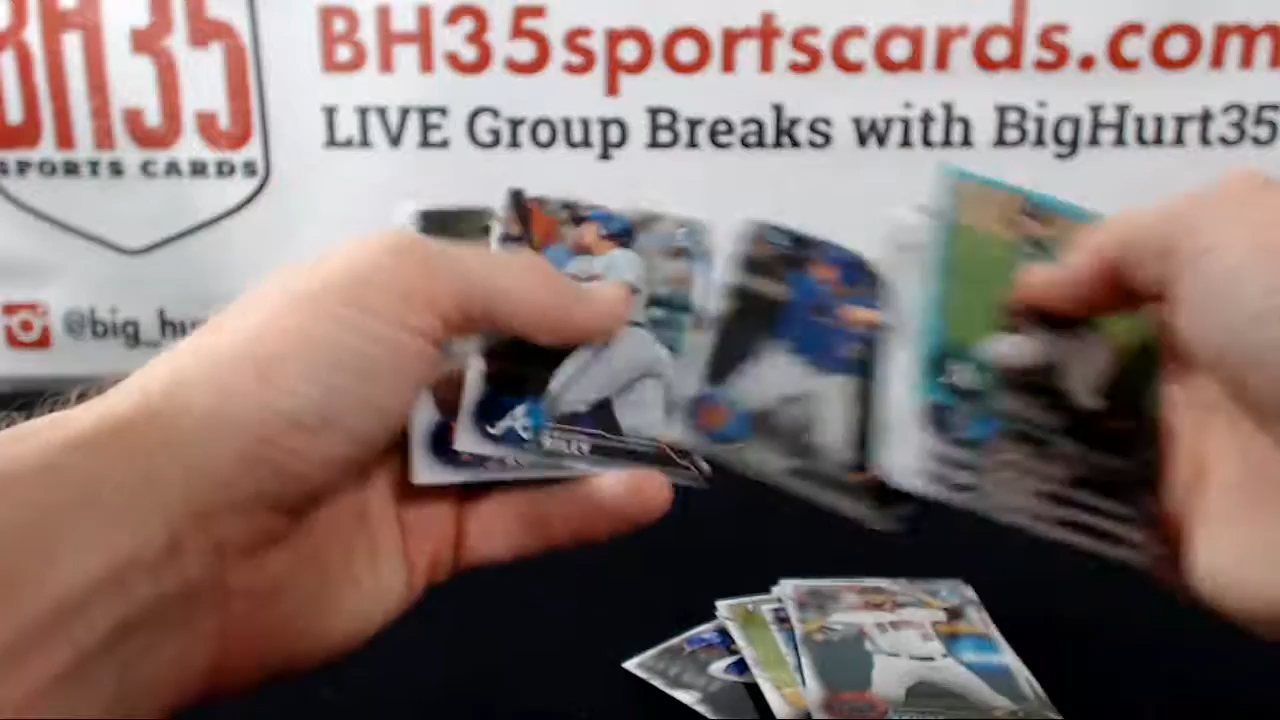 BH35
SPORTS CARDS
BH35sportscards.com
LIVE Group Breaks with BigHurt35
@big_hu